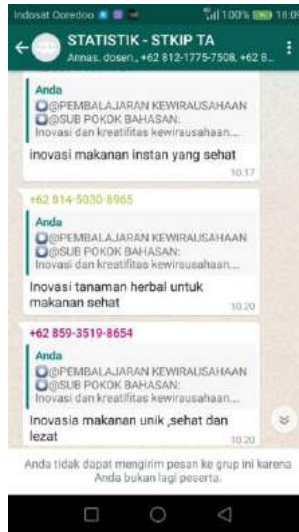 Indosat Ooredoo 100% 18.09
STATISTIK - STKIP TA
Annas, dosen., +62 812-1775-7508, +62 8...
Anda
@PEMBALAJARAN KEWIRAUSAHAAN
@SUB POKOK BAHASAN:
Inovasi dan kreatifitas kewirausahaan....
inovasi makanan instan yang sehat
10.17
+62 814-5030-8965
Anda
@PEMBALAJARAN KEWIRAUSAHAAN
@SUB POKOK BAHASAN:
Inovasi dan kreatifitas kewirausahaan....
Inovasi tanaman herbal untuk
makanan sehat
10.20
+62 859-3519-8654
Anda
@PEMBALAJARAN KEWIRAUSAHAAN
@SUB POKOK BAHASAN:
Inovasi dan kreatifitas kewirausahaan....
Inovasia makanan unik ,sehat dan
lezat
10.20
Anda tidak dapat mengirim pesan ke grup ini karena
Anda bukan lagi peserta.